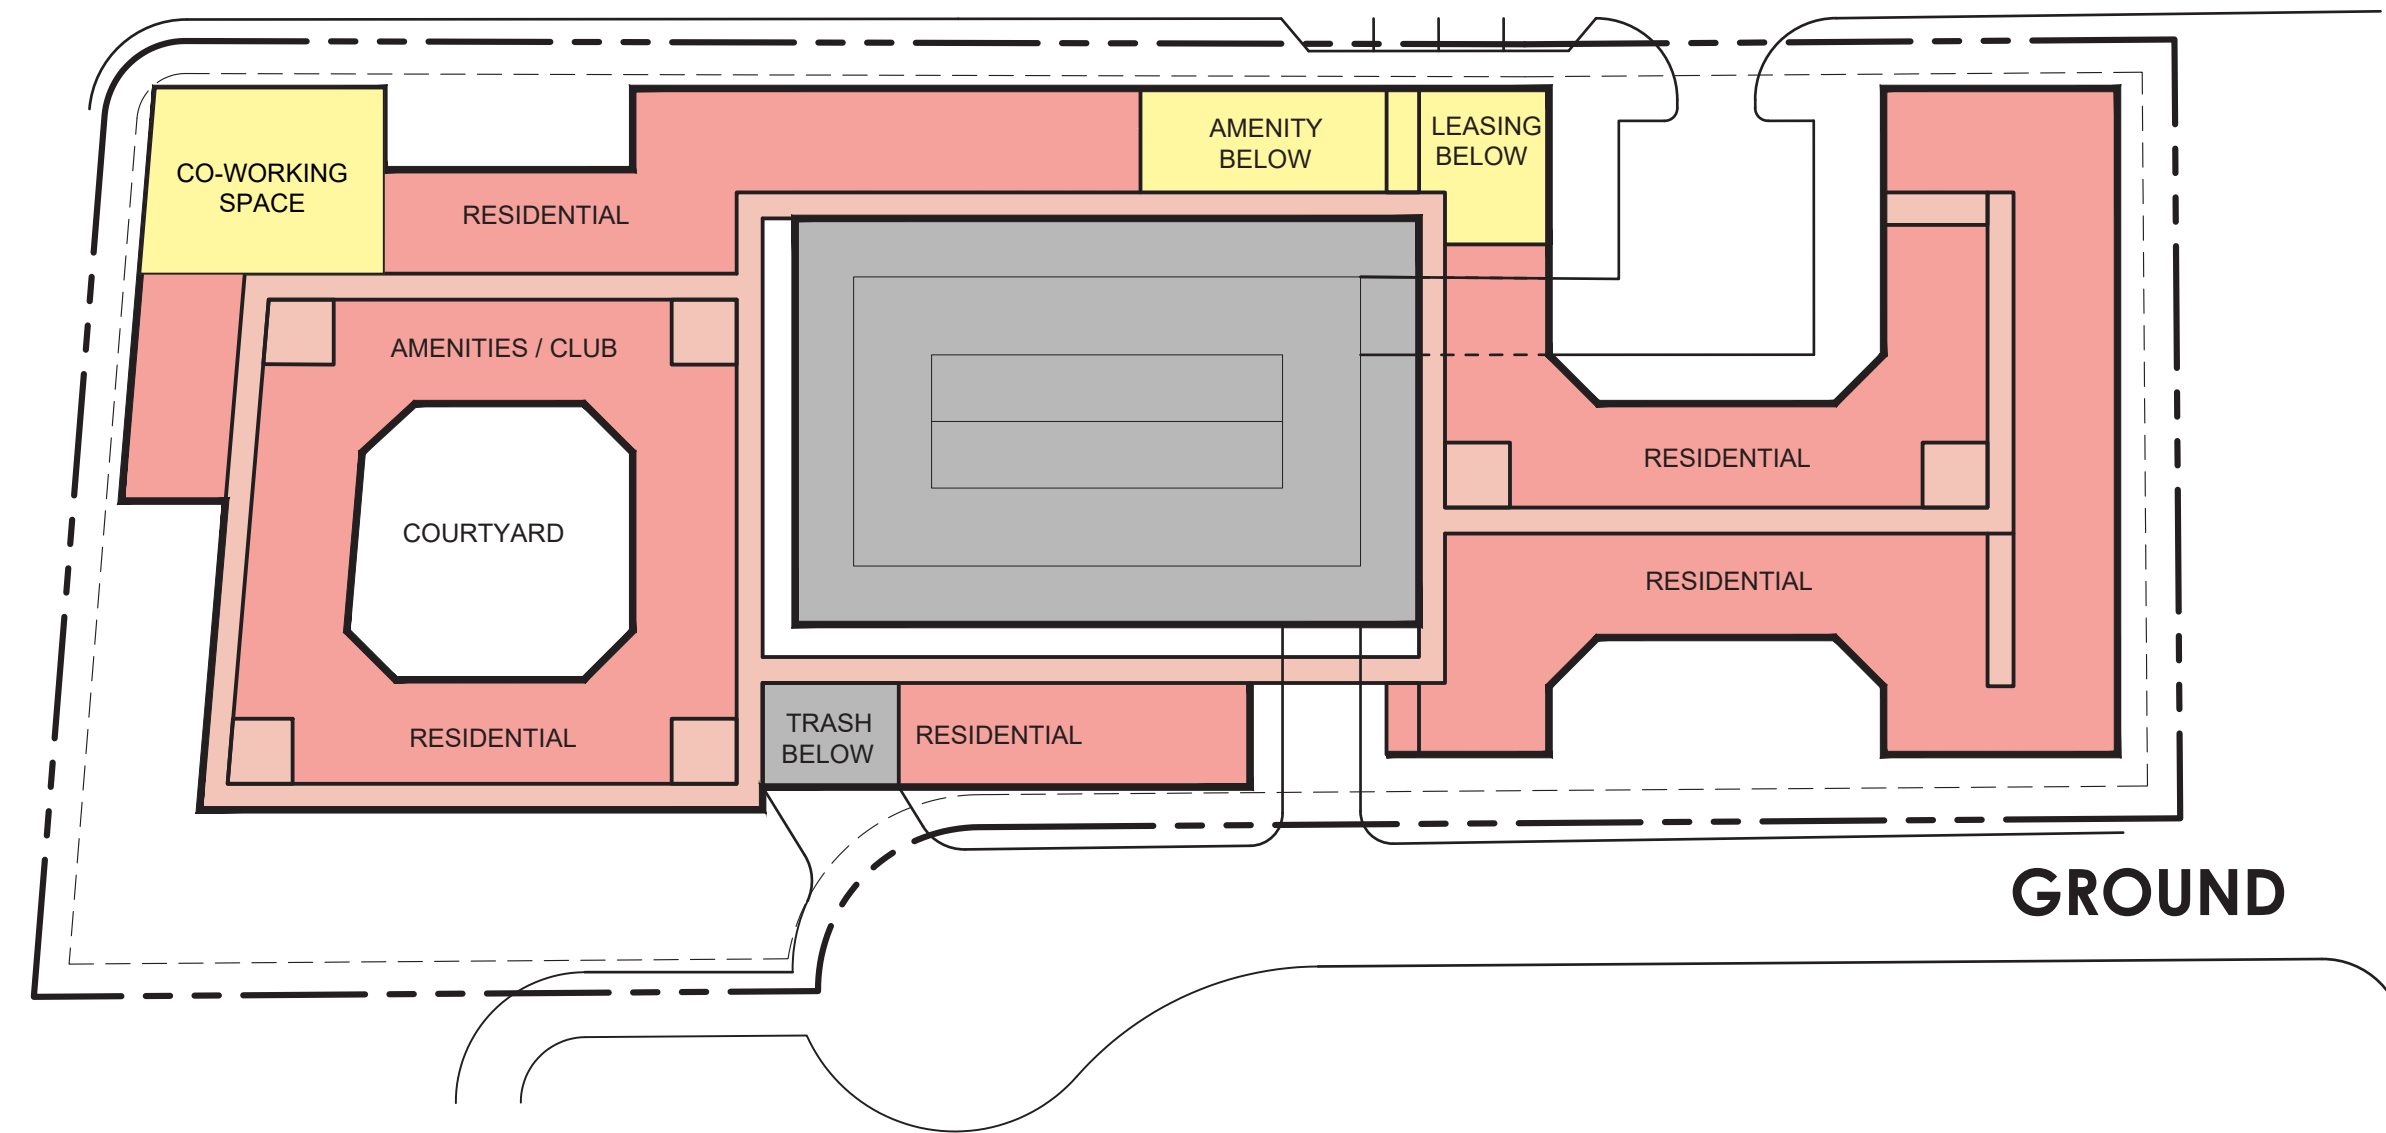 CO-WORKING
SPACE
RESIDENTIAL
AMENITY
BELOW
LEASING
BELOW
AMENITIES / CLUB
COURTYARD
RESIDENTIAL
RESIDENTIAL
RESIDENTIAL
TRASH
BELOW
RESIDENTIAL
GROUND